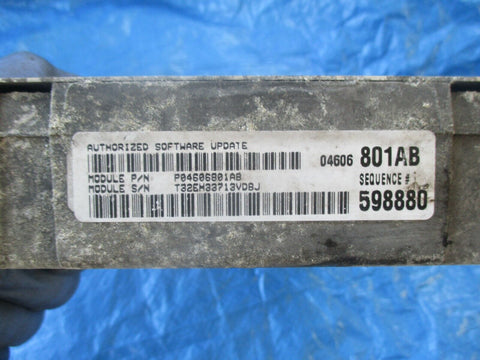 AUTHORIZED SOFTWARE UPDATE
04606 801AB
MODULE P/N P04606801AB
MODULE S/N T32EM33713VDBJ
SEQUENCE #
598880